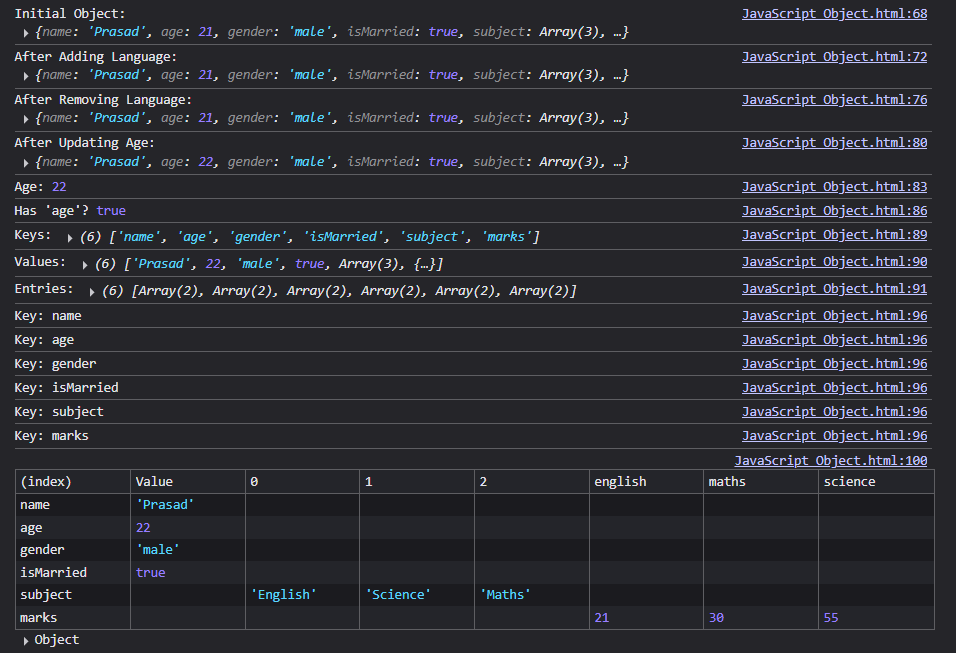 Initial Object: JavaScript Object.html:68
{name: 'Prasad', age: 21, gender: 'male', isMarried: true, subject: Array(3), …}
After Adding Language: JavaScript Object.html:72
{name: 'Prasad', age: 21, gender: 'male', isMarried: true, subject: Array(3), …}
After Removing Language: JavaScript Object.html:76
{name: 'Prasad', age: 21, gender: 'male', isMarried: true, subject: Array(3), …}
After Updating Age: JavaScript Object.html:80
{name: 'Prasad', age: 22, gender: 'male', isMarried: true, subject: Array(3), …}
Age: 22 JavaScript Object.html:83
Has 'age'? true JavaScript Object.html:86
Keys: (6) ['name', 'age', 'gender', 'isMarried', 'subject', 'marks'] JavaScript Object.html:89
Values: (6) ['Prasad', 22, 'male', true, Array(3), {…}] JavaScript Object.html:90
Entries: (6) [Array(2), Array(2), Array(2), Array(2), Array(2), Array(2)] JavaScript Object.html:91
Key: name JavaScript Object.html:96
Key: age JavaScript Object.html:96
Key: gender JavaScript Object.html:96
Key: isMarried JavaScript Object.html:96
Key: subject JavaScript Object.html:96
Key: marks JavaScript Object.html:96
JavaScript Object.html:100
(index) Value 0 1 2 english maths science
name 'Prasad'
age 22
gender 'male'
isMarried true
subject 'English' 'Science' 'Maths'
marks 21 30 55
Object